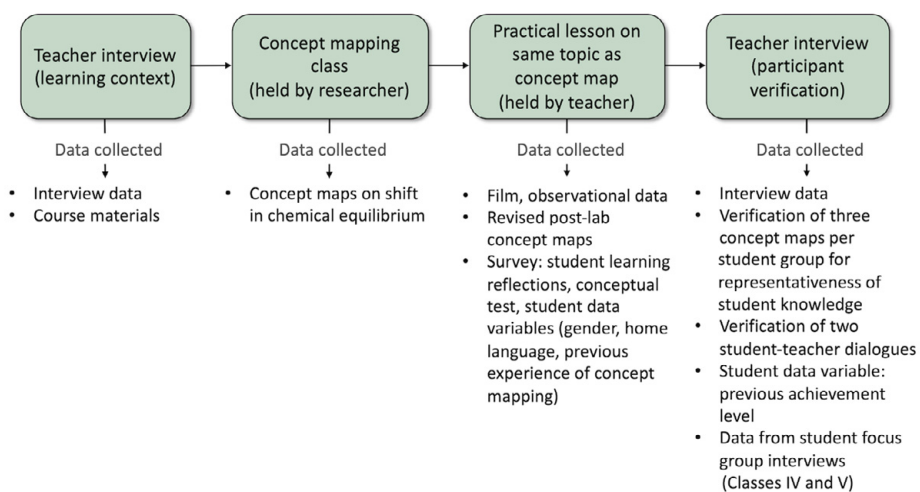 Teacher interview
(learning context)
Concept mapping
class
(held by researcher)
Practical lesson on
same topic as
concept map
(held by teacher)
Teacher interview
(participant
verification)
Data collected
Data collected
Data collected
Data collected
• Interview data
• Course materials
• Concept maps on shift
in chemical equilibrium
• Film, observational data
• Revised post-lab
concept maps
• Survey: student learning
reflections, conceptual
test, student data
variables (gender, home
language, previous
experience of concept
mapping)
• Interview data
• Verification of three
concept maps per
student group for
representativeness of
student knowledge
• Verification of two
student-teacher dialogues
• Student data variable:
previous achievement
level
• Data from student focus
group interviews
(Classes IV and V)